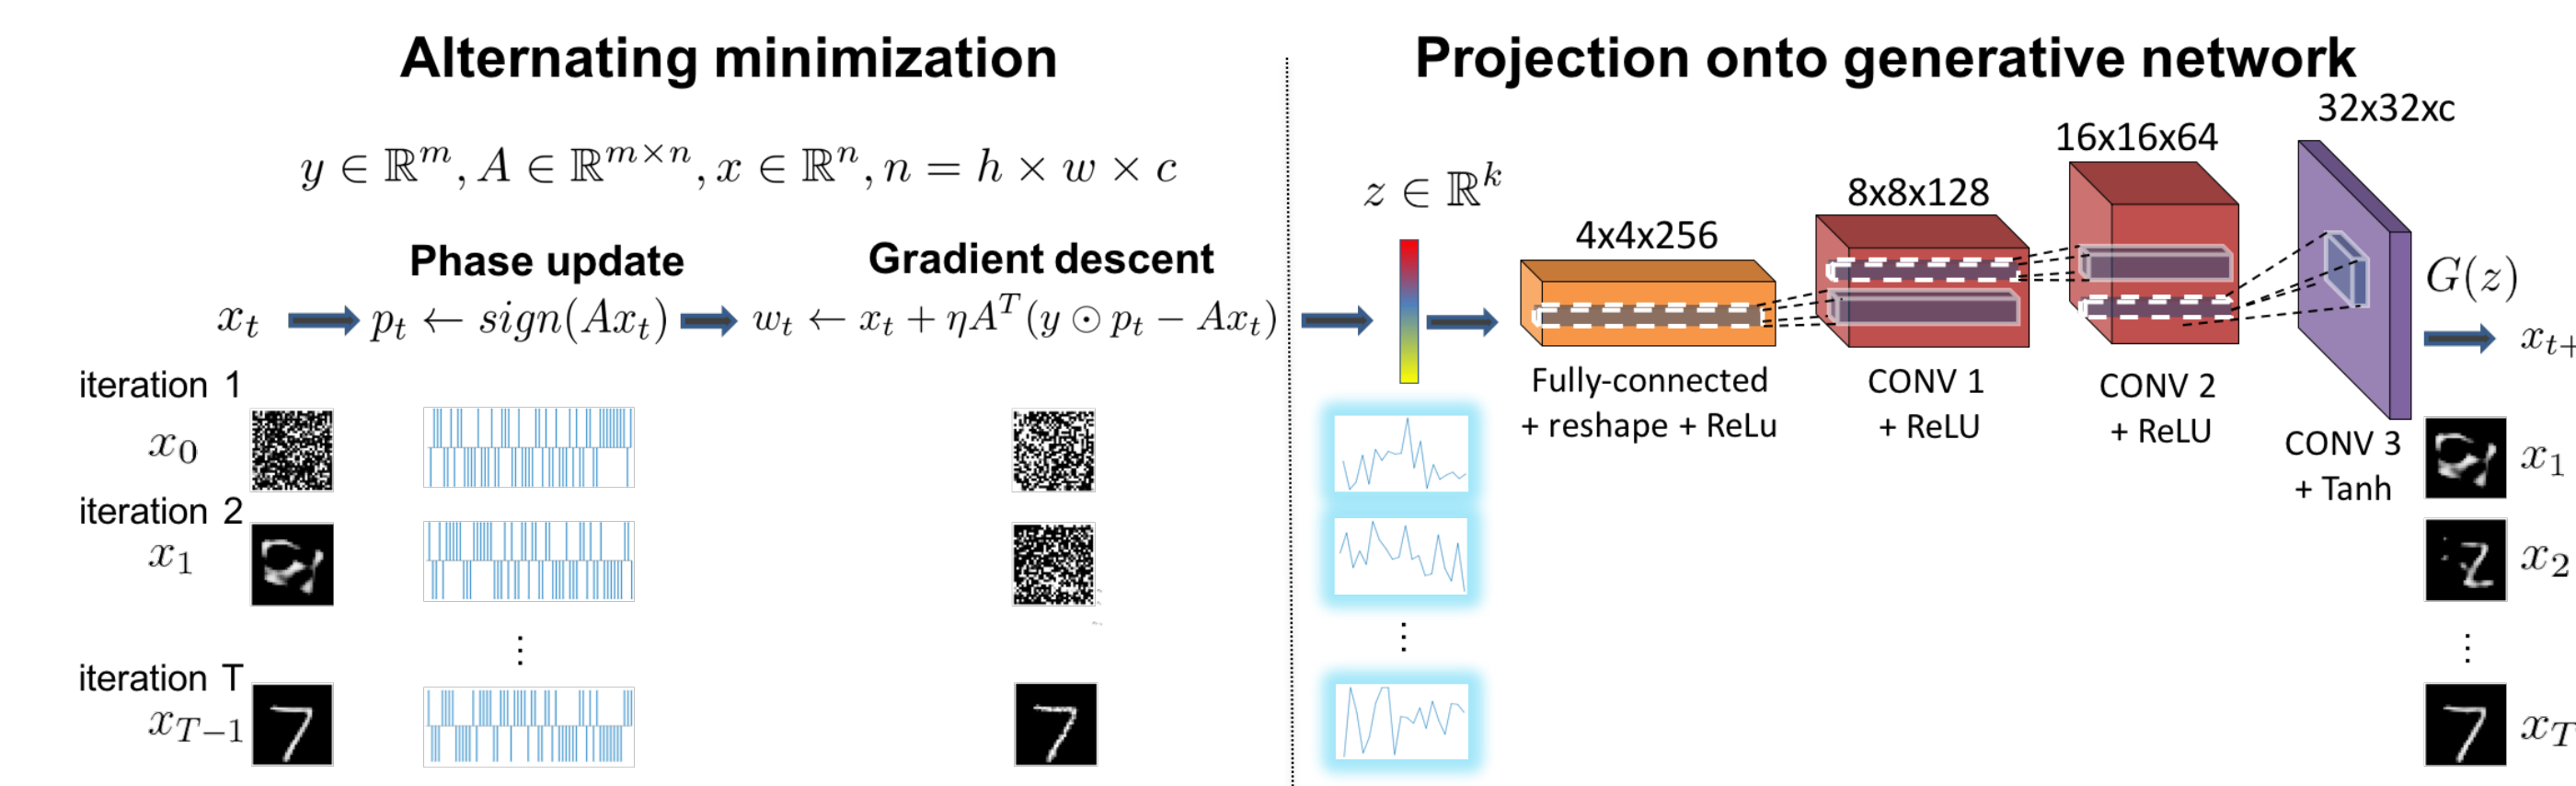 Alternating minimization
y ∈ ℝ^m, A ∈ ℝ^{m×n}, x ∈ ℝ^n, n = h × w × c
Phase update
Gradient descent
x_t
p_t ← sign(Ax_t)
w_t ← x_t + ηA^T(y ⊙ p_t − Ax_t)
iteration 1
x_0
iteration 2
x_1
⋮
iteration T
x_{T−1}
Projection onto generative network
z ∈ ℝ^k
4x4x256
8x8x128
16x16x64
32x32xc
Fully-connected
+ reshape + ReLu
CONV 1
+ ReLU
CONV 2
+ ReLU
CONV 3
+ Tanh
G(z)
x_{t+
x_1
x_2
⋮
⋮
x_T